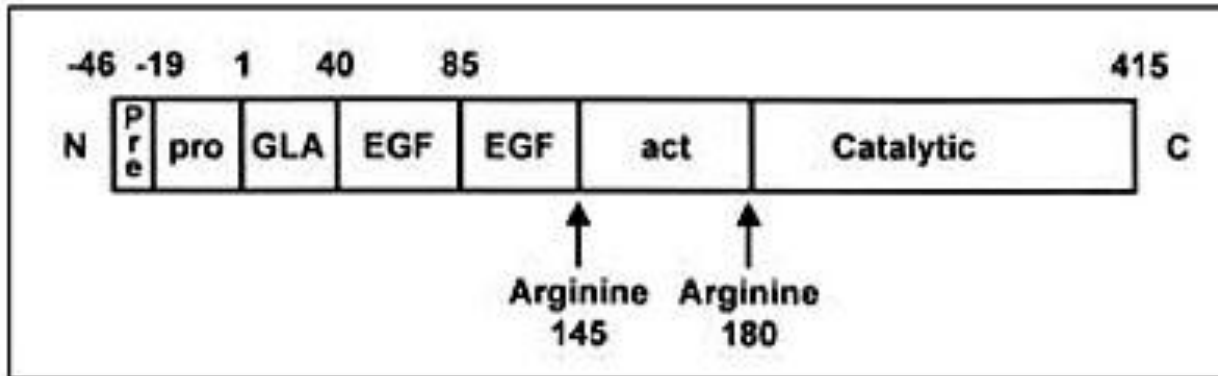 -46 -19 1 40 85 415
N Pre pro GLA EGF EGF act Catalytic C
Arginine Arginine
145 180